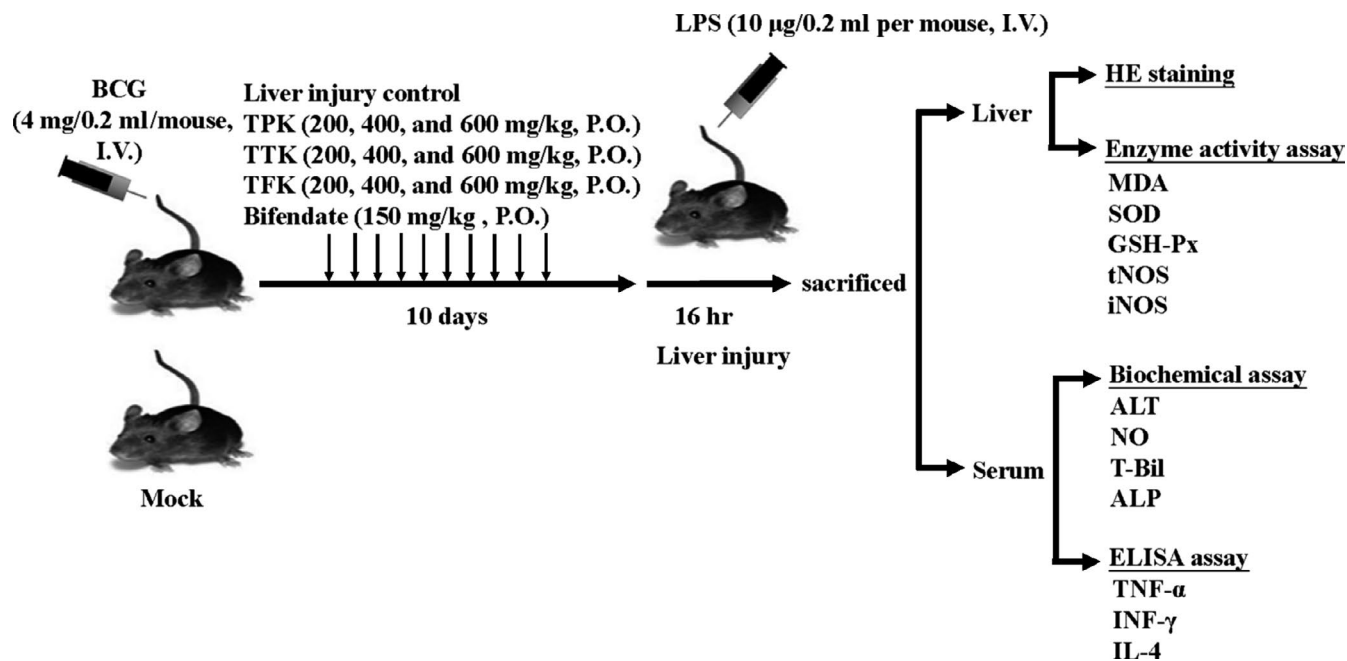 LPS (10 μg/0.2 ml per mouse, I.V.)
BCG
(4 mg/0.2 ml/mouse,
I.V.)
Liver injury control
TPK (200, 400, and 600 mg/kg, P.O.)
TTK (200, 400, and 600 mg/kg, P.O.)
TFK (200, 400, and 600 mg/kg, P.O.)
Bifendate (150 mg/kg , P.O.)
10 days
16 hr
Liver injury
sacrificed
Mock
Liver
HE staining
Enzyme activity assay
MDA
SOD
GSH-Px
tNOS
iNOS
Serum
Biochemical assay
ALT
NO
T-Bil
ALP
ELISA assay
TNF-α
INF-γ
IL-4